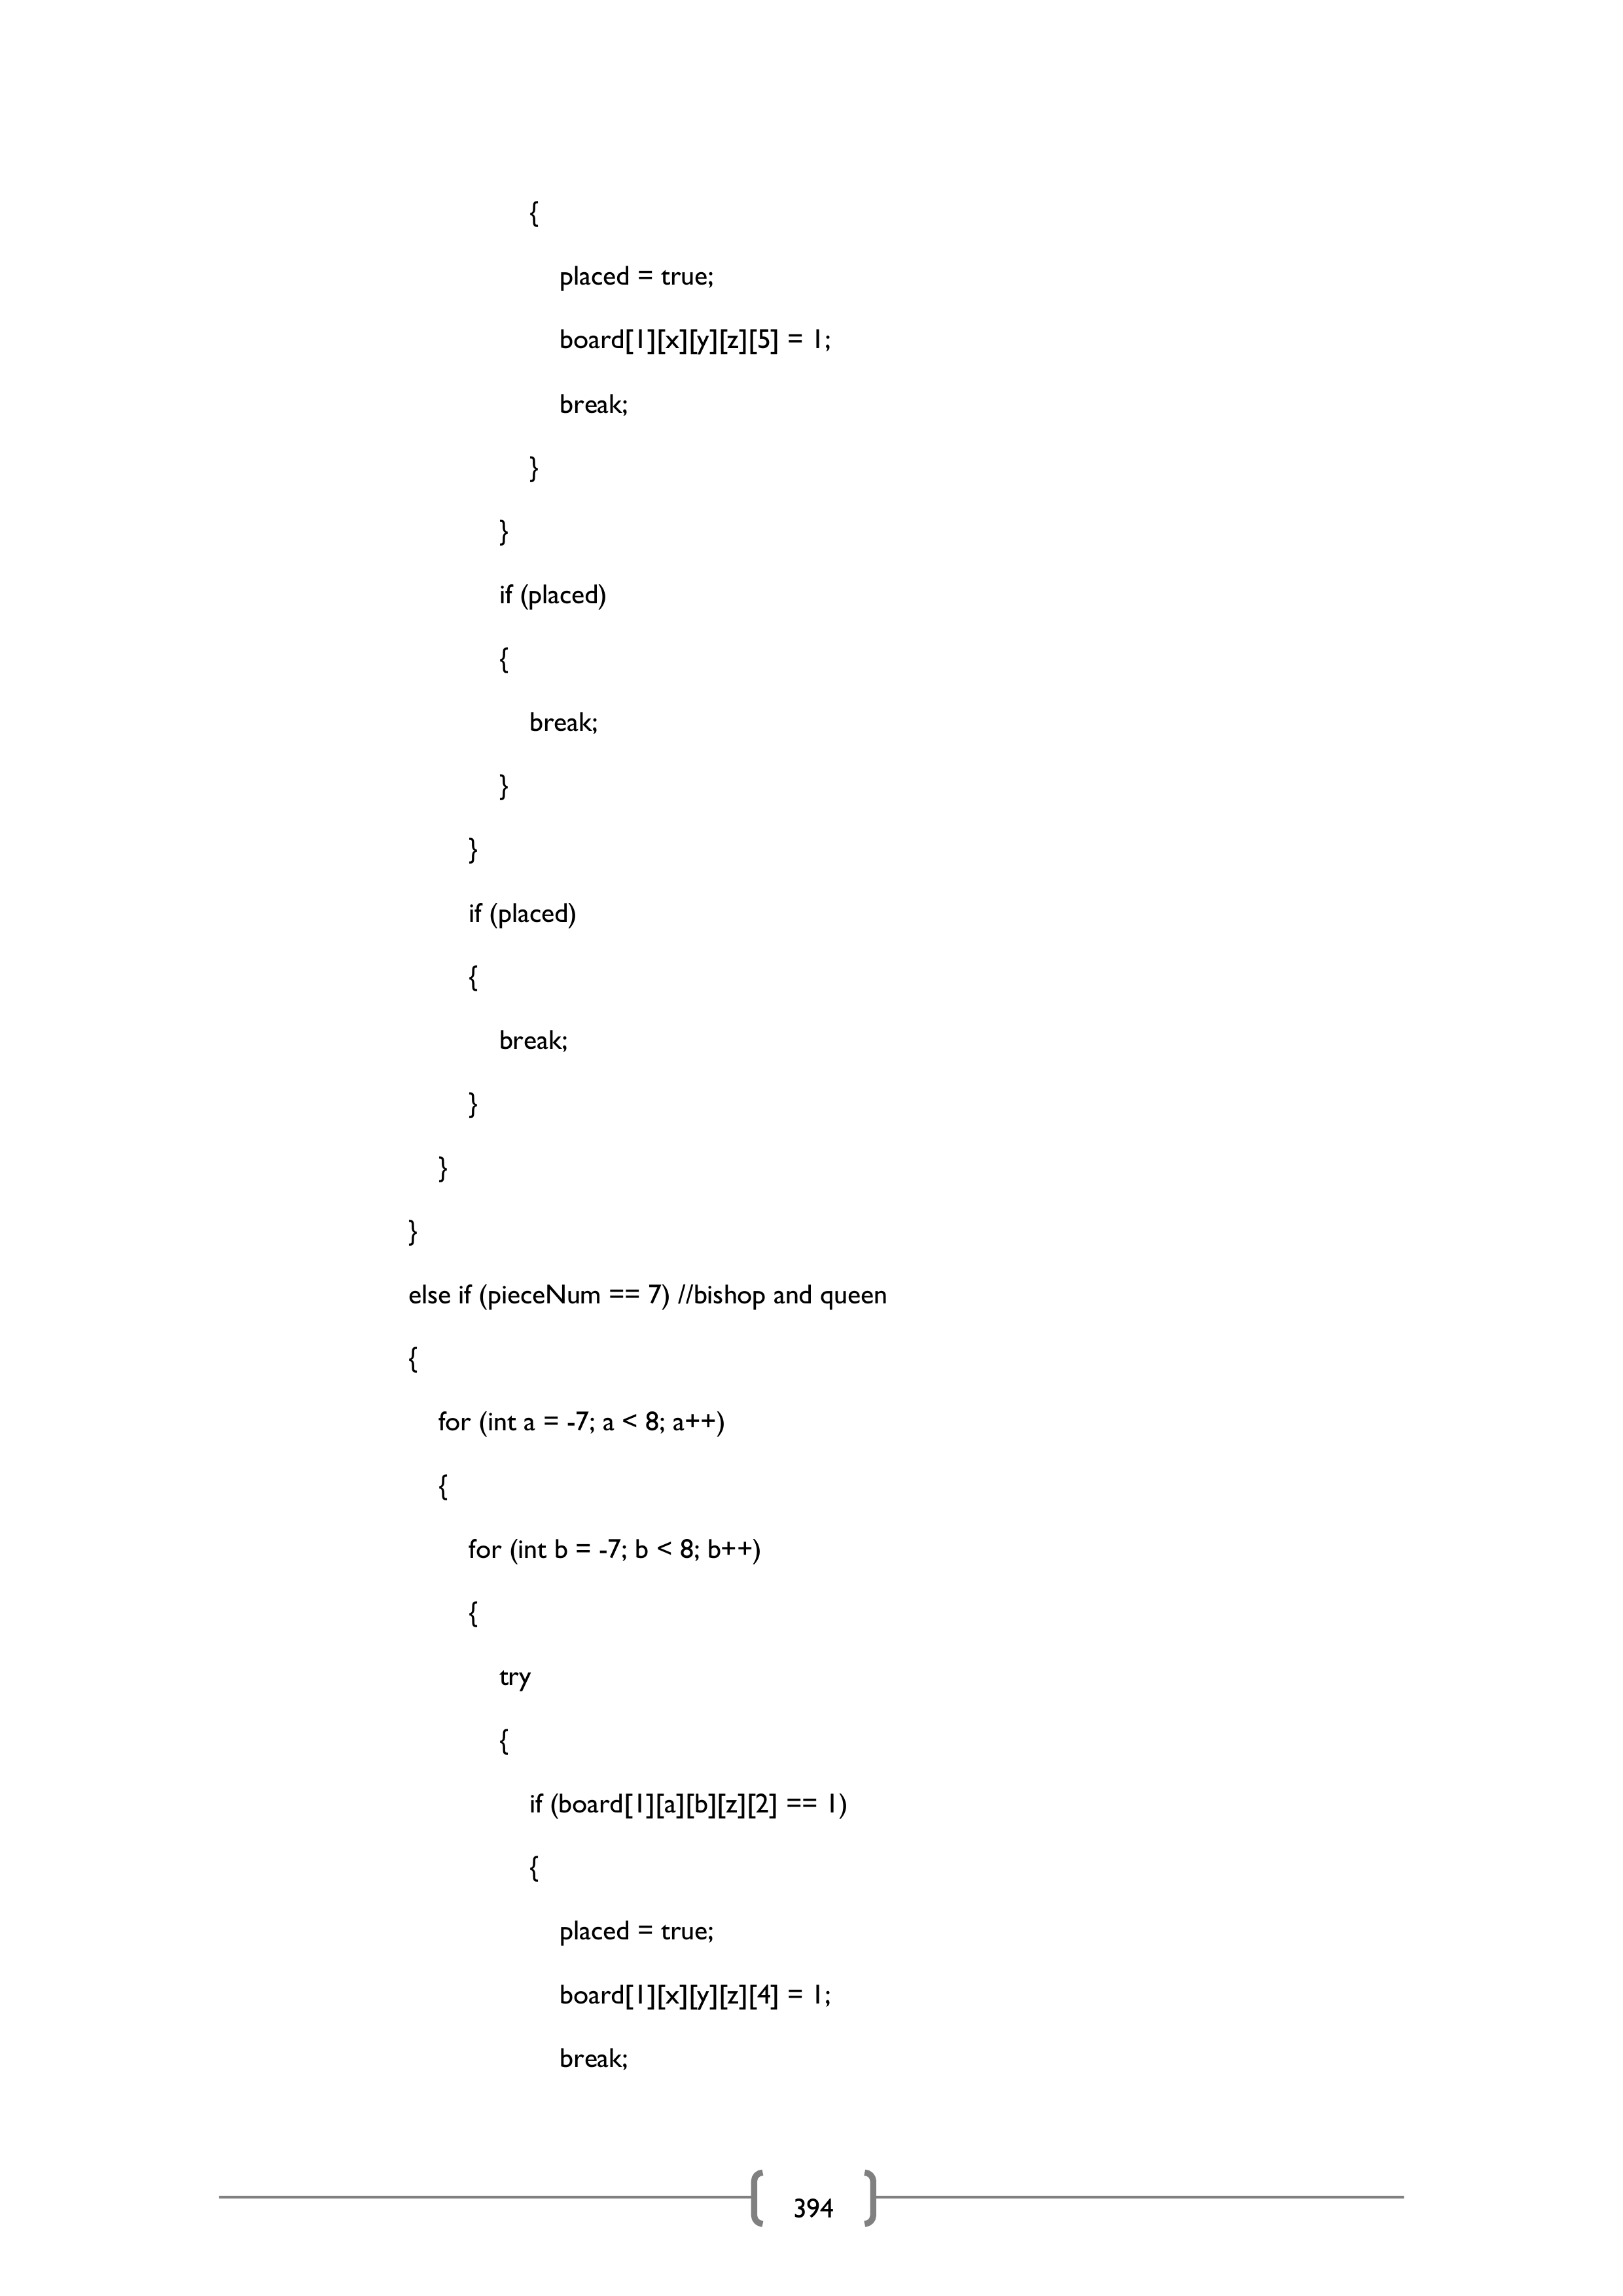 {
placed = true;
board[1][x][y][z][5] = 1;
break;
}
}
if (placed)
{
break;
}
}
if (placed)
{
break;
}
}
}
else if (pieceNum == 7) //bishop and queen
{
for (int a = -7; a < 8; a++)
{
for (int b = -7; b < 8; b++)
{
try
{
if (board[1][a][b][z][2] == 1)
{
placed = true;
board[1][x][y][z][4] = 1;
break;
394